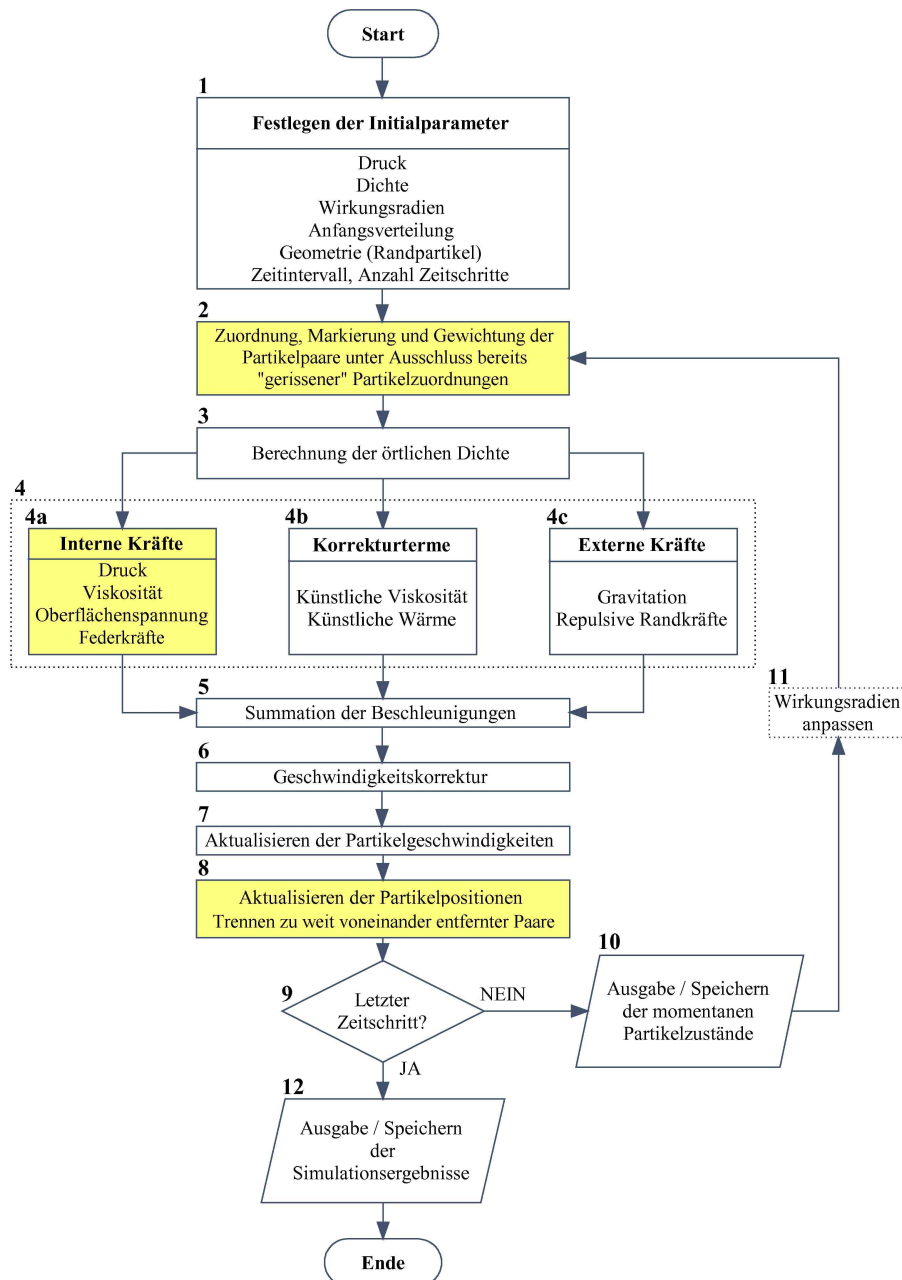 Start
1
Festlegen der Initialparameter
Druck
Dichte
Wirkungsradien
Anfangsverteilung
Geometrie (Randpartikel)
Zeitintervall, Anzahl Zeitschritte
2
Zuordnung, Markierung und Gewichtung der
Partikelpaare unter Ausschluss bereits
"gerissener" Partikelzuordnungen
3
Berechnung der örtlichen Dichte
4
4a
Interne Kräfte
Druck
Viskosität
Oberflächenspannung
Federkräfte
4b
Korrekturterme
Künstliche Viskosität
Künstliche Wärme
4c
Externe Kräfte
Gravitation
Repulsive Randkräfte
5
Summation der Beschleunigungen
6
Geschwindigkeitskorrektur
7
Aktualisieren der Partikelgeschwindigkeiten
8
Aktualisieren der Partikelpositionen
Trennen zu weit voneinander entfernter Paare
9
Letzter
Zeitschritt?
NEIN
JA
10
Ausgabe / Speichern
der momentanen
Partikelzustände
11
Wirkungsradien
anpassen
12
Ausgabe / Speichern
der
Simulationsergebnisse
Ende